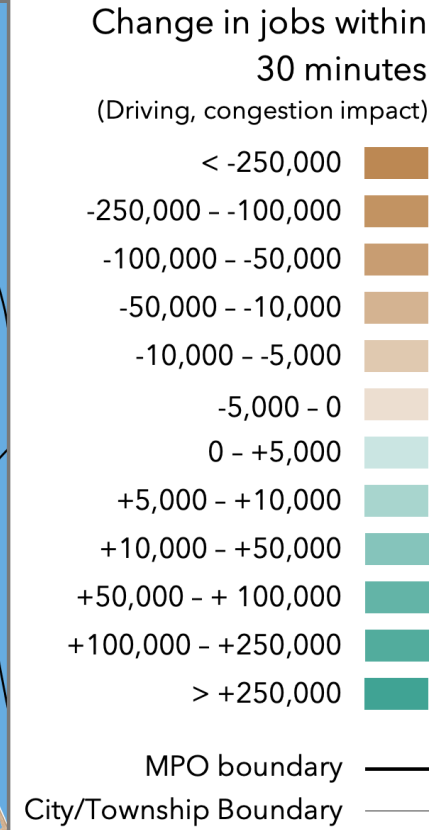 Change in jobs within
30 minutes
(Driving, congestion impact)
< -250,000
-250,000 – -100,000
-100,000 – -50,000
-50,000 – -10,000
-10,000 – -5,000
-5,000 – 0
0 – +5,000
+5,000 – +10,000
+10,000 – +50,000
+50,000 – + 100,000
+100,000 – +250,000
> +250,000
MPO boundary
City/Township Boundary